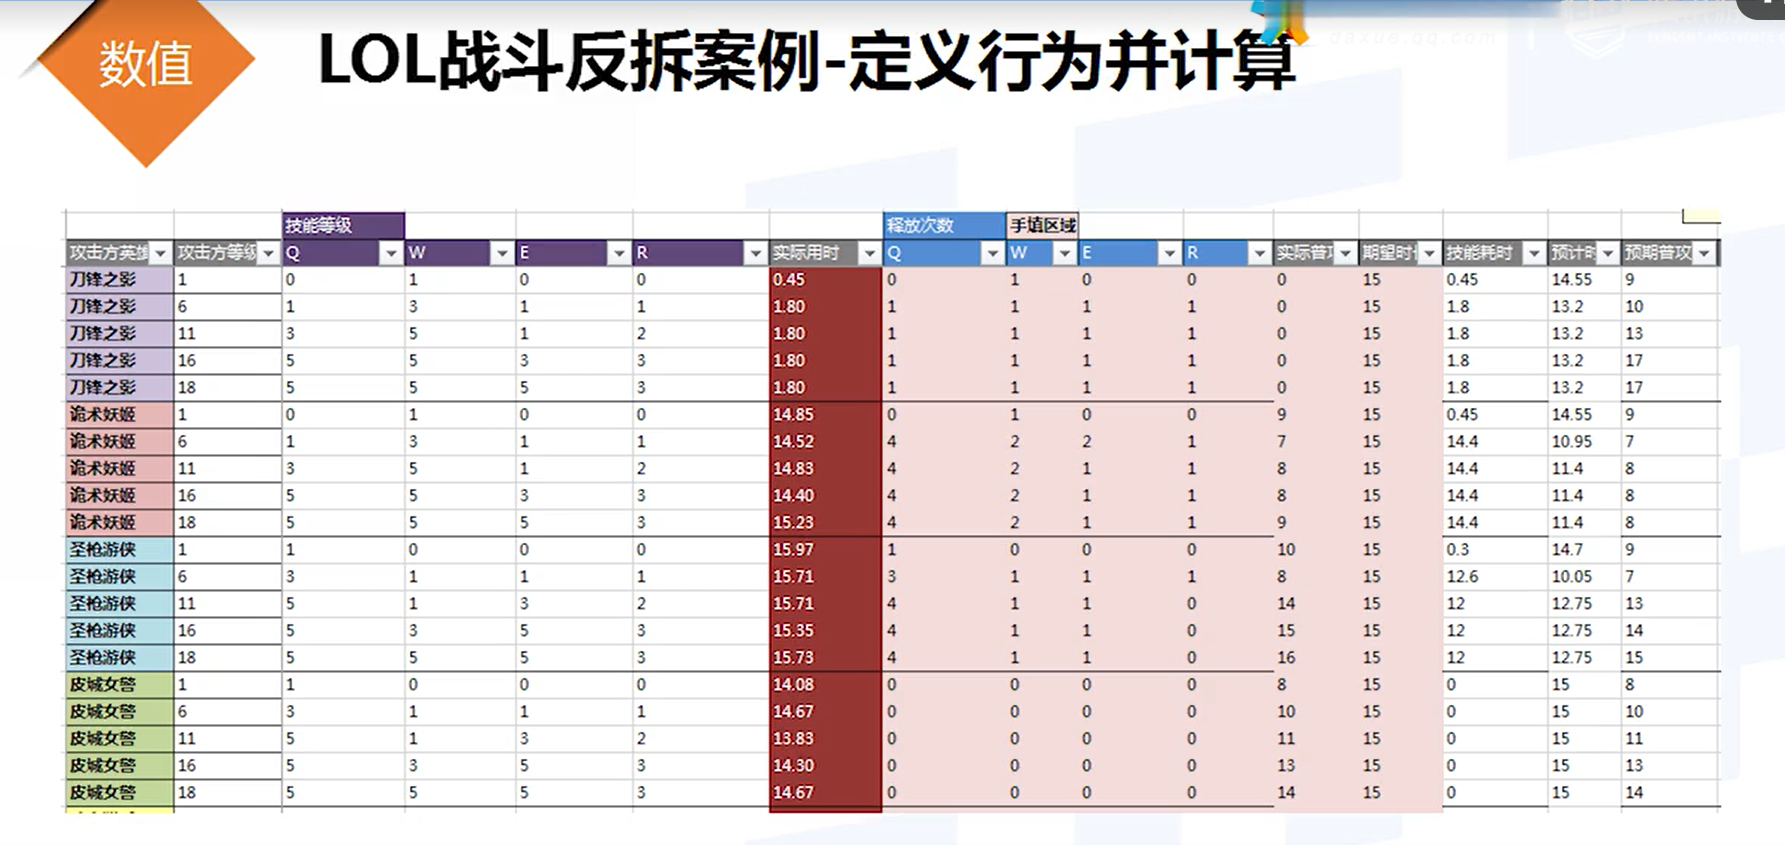 数值
LOL战斗反拆案例-定义行为并计算
daxue.qq.com
技能等级 释放次数 手填区域
攻击方英雄 攻击方等级 Q W E R 实际用时 Q W E R 实际普 期望时 技能耗时 预计时 预期普攻
刀锋之影 1 0 1 0 0 0.45 0 1 0 0 0 15 0.45 14.55 9
刀锋之影 6 1 3 1 1 1.80 1 1 1 1 0 15 1.8 13.2 10
刀锋之影 11 3 5 1 2 1.80 1 1 1 1 0 15 1.8 13.2 13
刀锋之影 16 5 5 3 3 1.80 1 1 1 1 0 15 1.8 13.2 17
刀锋之影 18 5 5 5 3 1.80 1 1 1 1 0 15 1.8 13.2 17
诡术妖姬 1 0 1 0 0 14.85 0 1 0 0 9 15 0.45 14.55 9
诡术妖姬 6 1 3 1 1 14.52 4 2 2 1 7 15 14.4 10.95 7
诡术妖姬 11 3 5 1 2 14.83 4 2 1 1 8 15 14.4 11.4 8
诡术妖姬 16 5 5 3 3 14.40 4 2 1 1 8 15 14.4 11.4 8
诡术妖姬 18 5 5 5 3 15.23 4 2 1 1 9 15 14.4 11.4 8
圣枪游侠 1 1 0 0 0 15.97 1 0 0 0 10 15 0.3 14.7 9
圣枪游侠 6 3 1 1 1 15.71 3 1 1 1 8 15 12.6 10.05 7
圣枪游侠 11 5 1 3 2 15.71 4 1 1 0 14 15 12 12.75 13
圣枪游侠 16 5 3 5 3 15.35 4 1 1 0 15 15 12 12.75 14
圣枪游侠 18 5 5 5 3 15.73 4 1 1 0 16 15 12 12.75 15
皮城女警 1 1 0 0 0 14.08 0 0 0 0 8 15 0 15 8
皮城女警 6 3 1 1 1 14.67 0 0 0 0 10 15 0 15 10
皮城女警 11 5 1 3 2 13.83 0 0 0 0 11 15 0 15 11
皮城女警 16 5 3 5 3 14.30 0 0 0 0 13 15 0 15 13
皮城女警 18 5 5 5 3 14.67 0 0 0 0 14 15 0 15 14